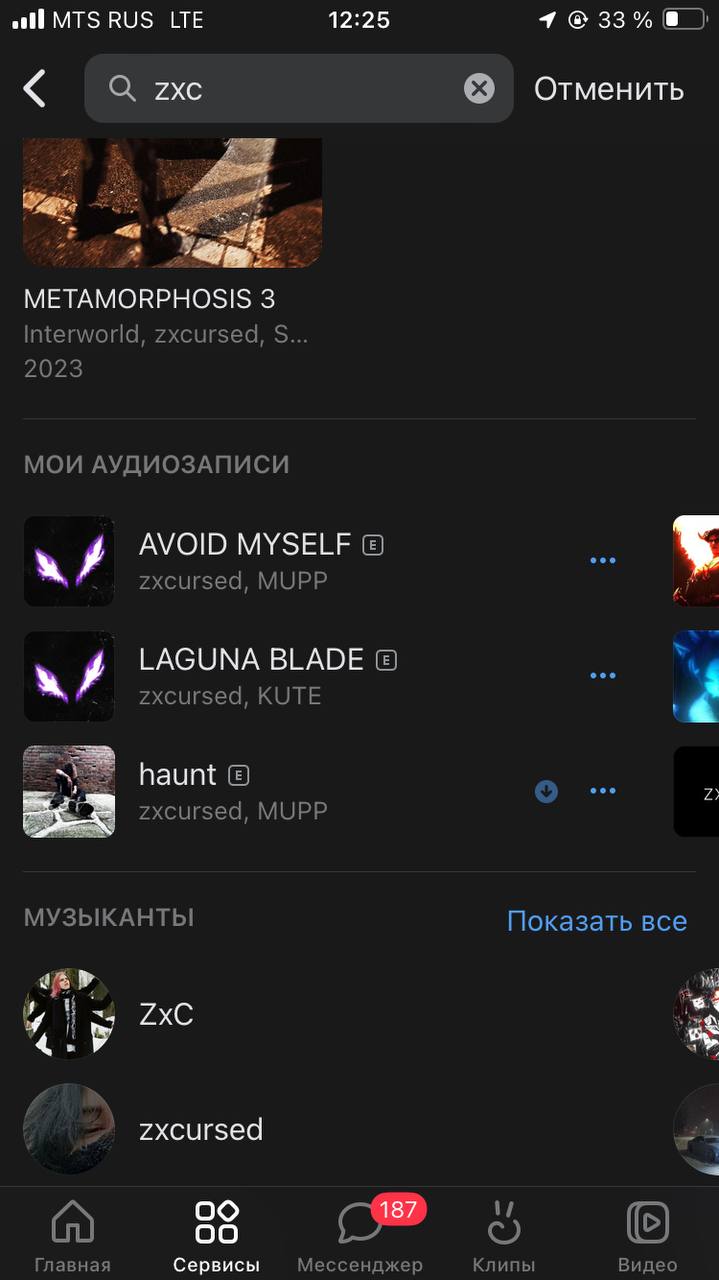 MTS RUS LTE 12:25 33 %
zxc Отменить
METAMORPHOSIS 3
Interworld, zxcursed, S...
2023
МОИ АУДИОЗАПИСИ
AVOID MYSELF E
zxcursed, MUPP
LAGUNA BLADE E
zxcursed, KUTE
haunt E
zxcursed, MUPP
МУЗЫКАНТЫ Показать все
ZxC
zxcursed
187
Главная Сервисы Мессенджер Клипы Видео